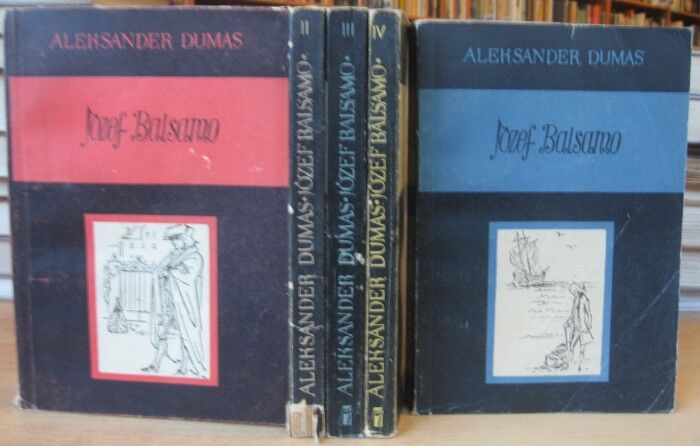 ALEKSANDER DUMAS
Józef Balsamo
ALEKSANDER DUMAS • JÓZEF BALSAMO • II
ALEKSANDER DUMAS • JÓZEF BALSAMO • III
ALEKSANDER DUMAS • JÓZEF BALSAMO • IV
ALEKSANDER DUMAS
Józef Balsamo